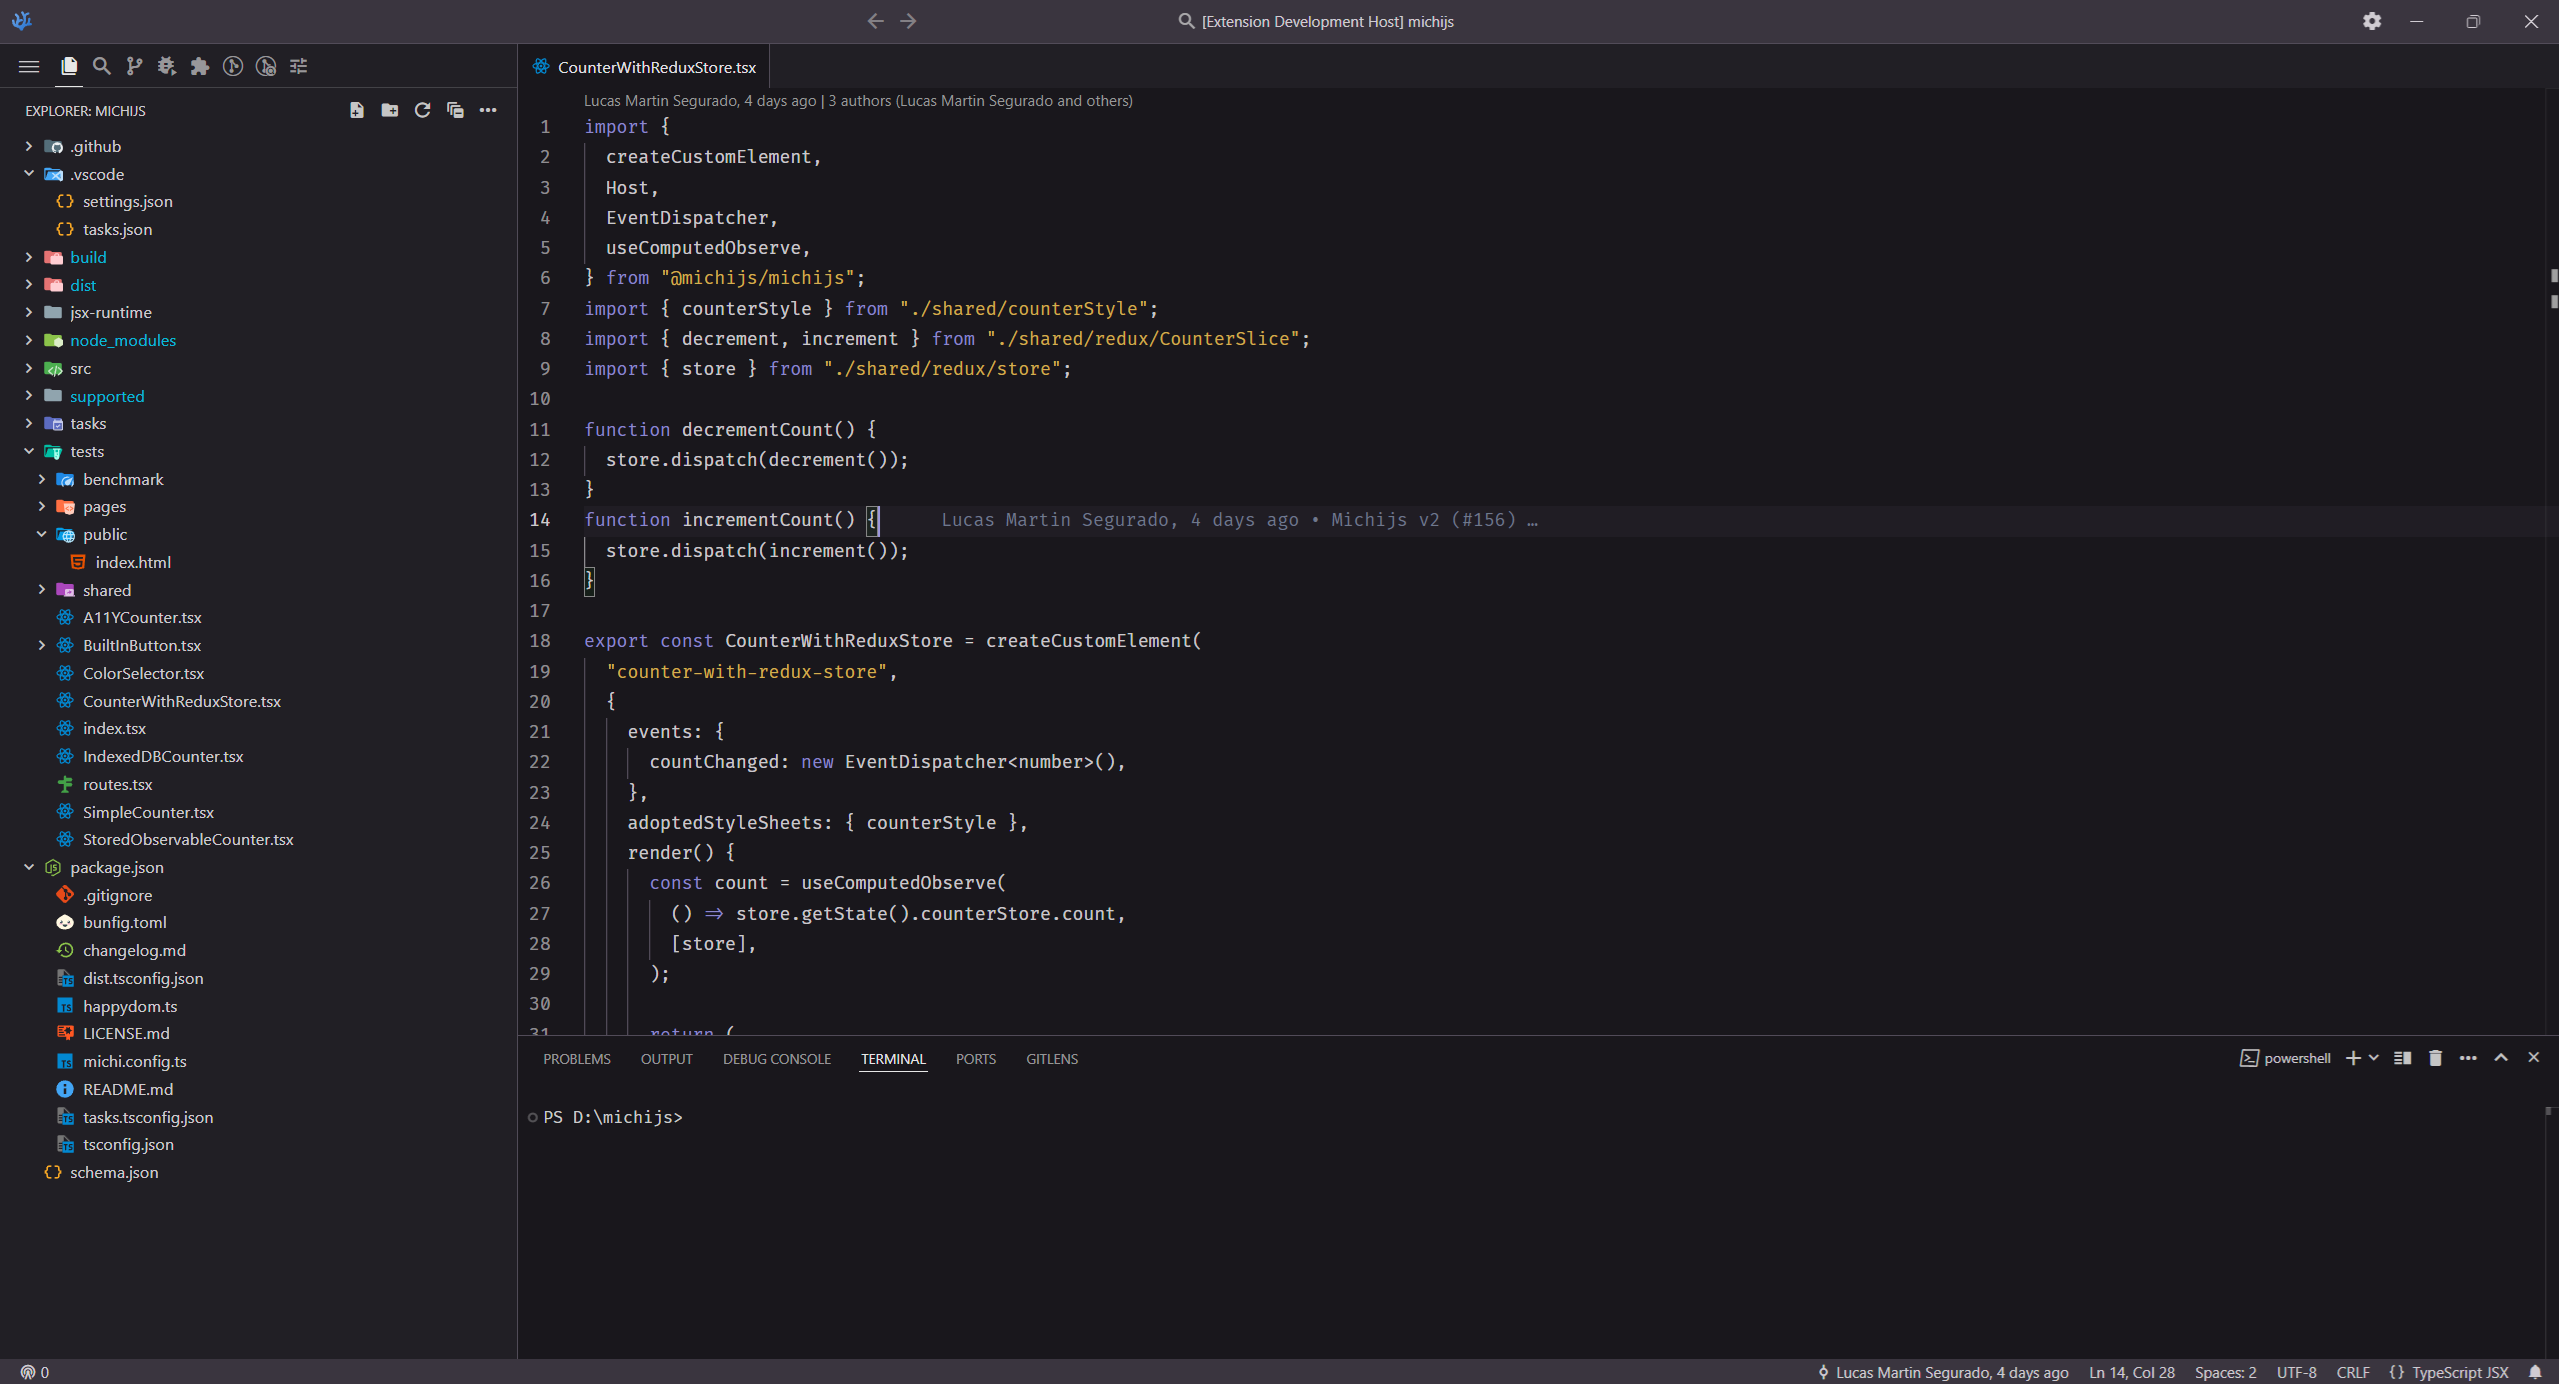 [Extension Development Host] michijs
EXPLORER: MICHIJS
.github
.vscode
settings.json
tasks.json
build
dist
jsx-runtime
node_modules
src
supported
tasks
tests
benchmark
pages
public
index.html
shared
A11YCounter.tsx
BuiltInButton.tsx
ColorSelector.tsx
CounterWithReduxStore.tsx
index.tsx
IndexedDBCounter.tsx
routes.tsx
SimpleCounter.tsx
StoredObservableCounter.tsx
package.json
.gitignore
bunfig.toml
changelog.md
dist.tsconfig.json
happydom.ts
LICENSE.md
michi.config.ts
README.md
tasks.tsconfig.json
tsconfig.json
schema.json
CounterWithReduxStore.tsx
Lucas Martin Segurado, 4 days ago | 3 authors (Lucas Martin Segurado and others)
1 import {
2 createCustomElement,
3 Host,
4 EventDispatcher,
5 useComputedObserve,
6 } from "@michijs/michijs";
7 import { counterStyle } from "./shared/counterStyle";
8 import { decrement, increment } from "./shared/redux/CounterSlice";
9 import { store } from "./shared/redux/store";
10
11 function decrementCount() {
12 store.dispatch(decrement());
13 }
14 function incrementCount() { Lucas Martin Segurado, 4 days ago • Michijs v2 (#156) …
15 store.dispatch(increment());
16 }
17
18 export const CounterWithReduxStore = createCustomElement(
19 "counter-with-redux-store",
20 {
21 events: {
22 countChanged: new EventDispatcher<number>(),
23 },
24 adoptedStyleSheets: { counterStyle },
25 render() {
26 const count = useComputedObserve(
27 () => store.getState().counterStore.count,
28 [store],
29 );
30
31 return (
PROBLEMS OUTPUT DEBUG CONSOLE TERMINAL PORTS GITLENS powershell
PS D:\michijs>
0 Lucas Martin Segurado, 4 days ago Ln 14, Col 28 Spaces: 2 UTF-8 CRLF {} TypeScript JSX